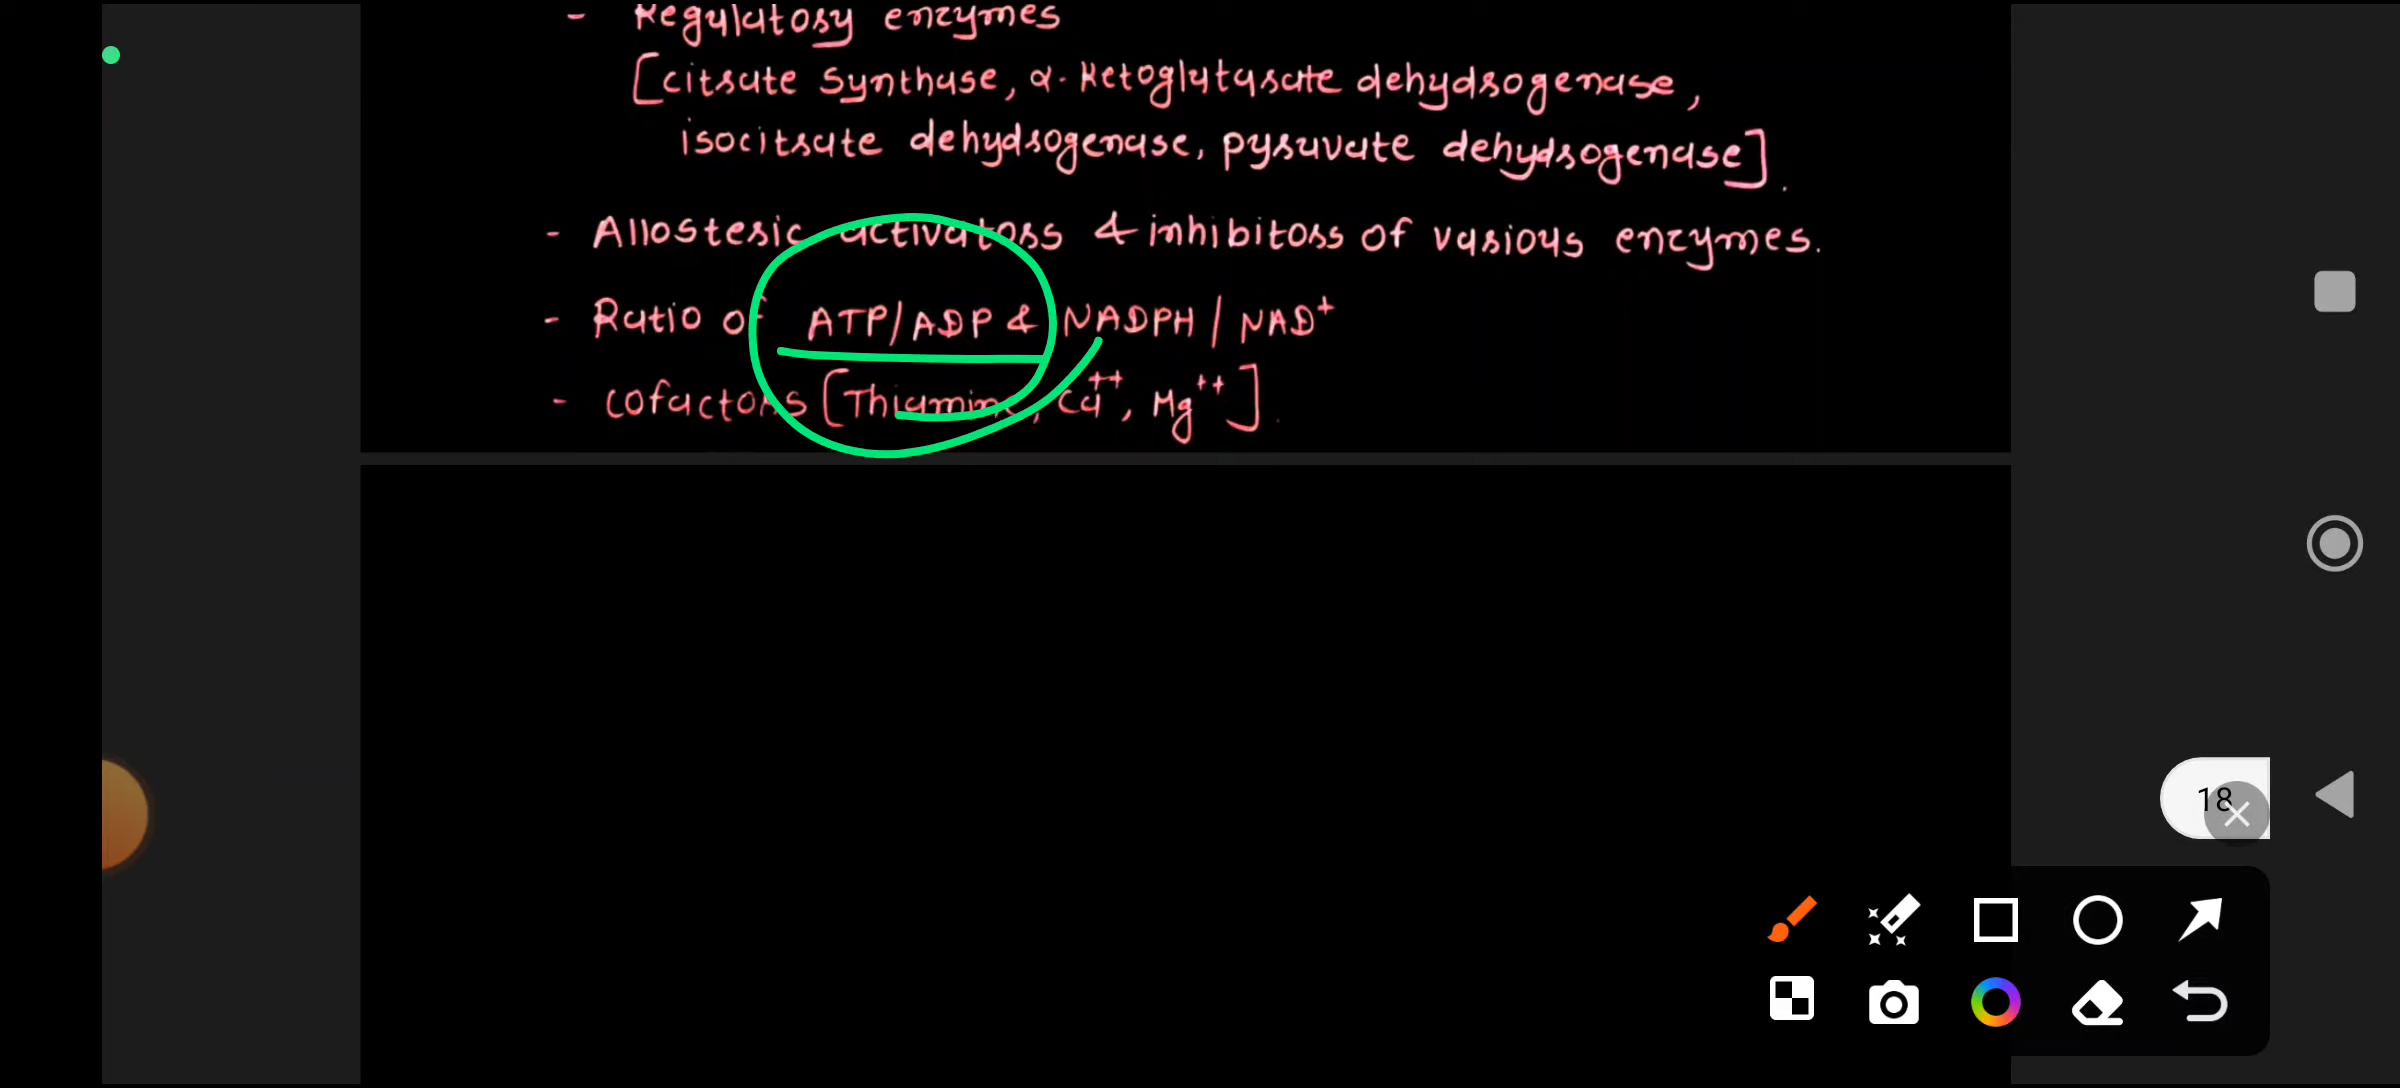 - Regulatory enzymes
[citrate synthase, α-Ketoglutarate dehydrogenase,
isocitrate dehydrogenase, pyruvate dehydrogenase].
- Allosteric activators & inhibitors of various enzymes.
- Ratio of ATP/ADP & NADPH / NAD+
- cofactors [Thiamine, Ca++, Mg++].
18